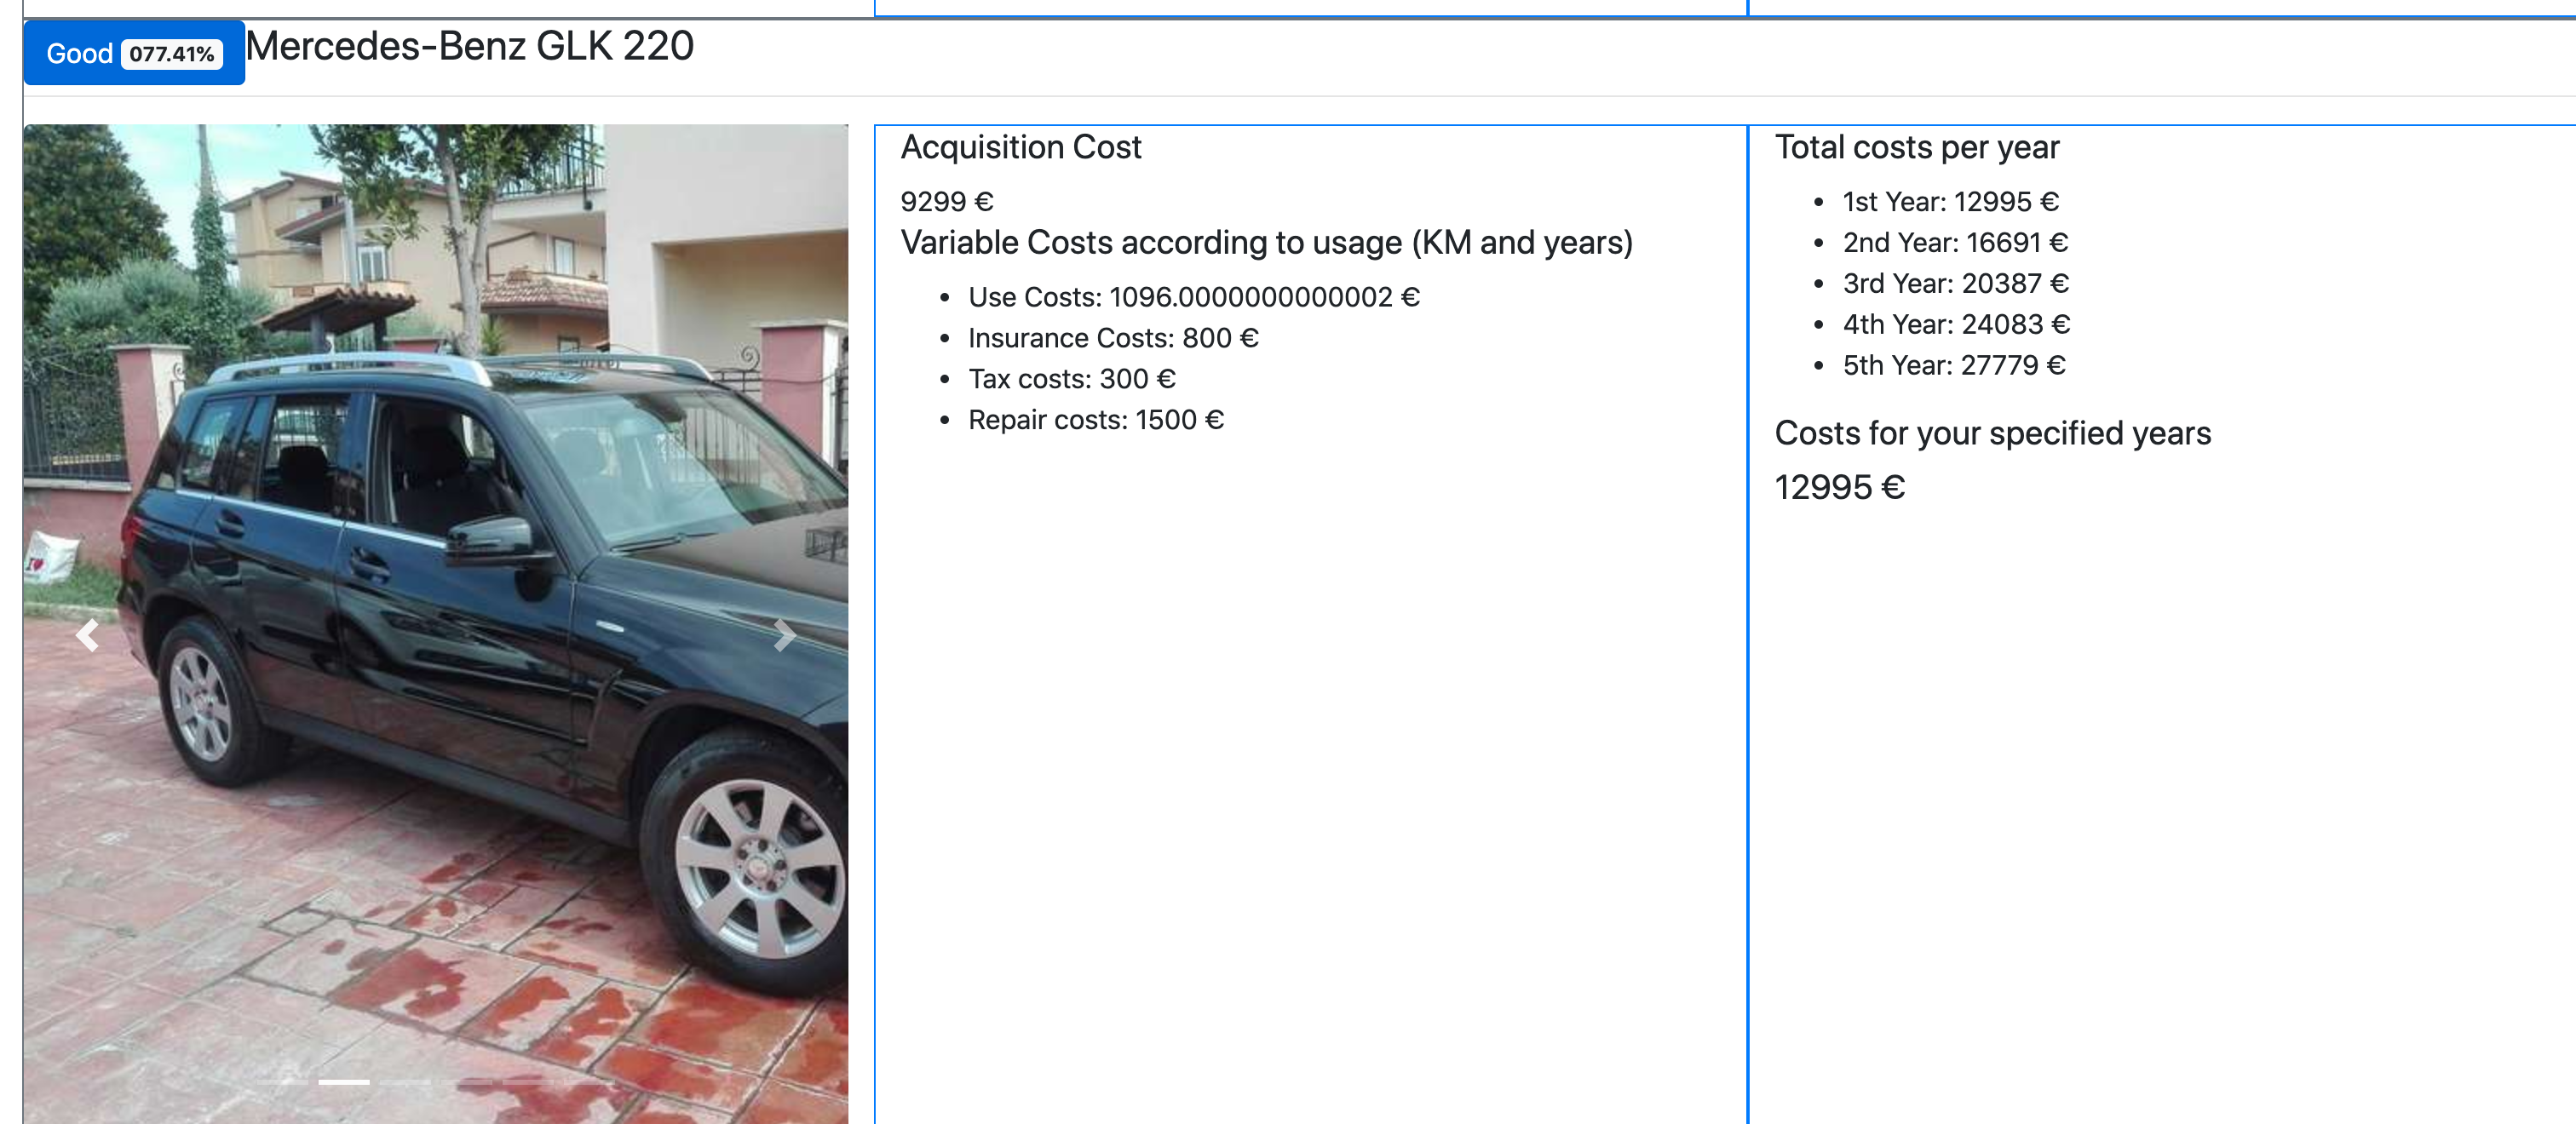 Good 077.41% Mercedes-Benz GLK 220
Acquisition Cost
9299 €
Variable Costs according to usage (KM and years)
• Use Costs: 1096.0000000000002 €
• Insurance Costs: 800 €
• Tax costs: 300 €
• Repair costs: 1500 €
Total costs per year
• 1st Year: 12995 €
• 2nd Year: 16691 €
• 3rd Year: 20387 €
• 4th Year: 24083 €
• 5th Year: 27779 €
Costs for your specified years
12995 €